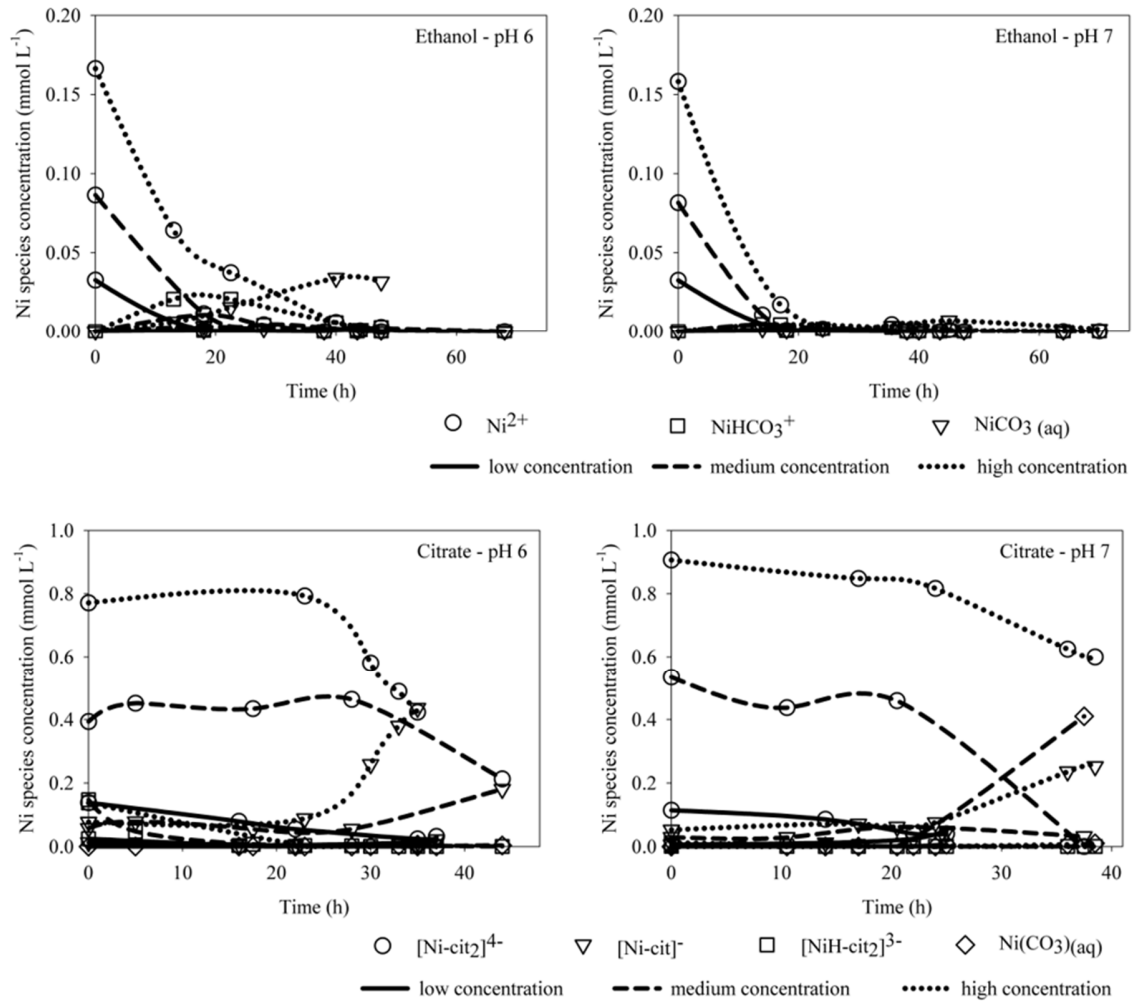 Ethanol - pH 6
Ni species concentration (mmol L⁻¹)
0.20
0.15
0.10
0.05
0.00
0 20 40 60
Time (h)
Ethanol - pH 7
Ni species concentration (mmol L⁻¹)
0.20
0.15
0.10
0.05
0.00
0 20 40 60
Time (h)
Ni²⁺ NiHCO₃⁺ NiCO₃ (aq)
low concentration medium concentration high concentration
Citrate - pH 6
Ni species concentration (mmol L⁻¹)
1.0
0.8
0.6
0.4
0.2
0.0
0 10 20 30 40
Time (h)
Citrate - pH 7
Ni species concentration (mmol L⁻¹)
1.0
0.8
0.6
0.4
0.2
0.0
0 10 20 30 40
Time (h)
[Ni-cit₂]⁴⁻ [Ni-cit]⁻ [NiH-cit₂]³⁻ Ni(CO₃)(aq)
low concentration medium concentration high concentration